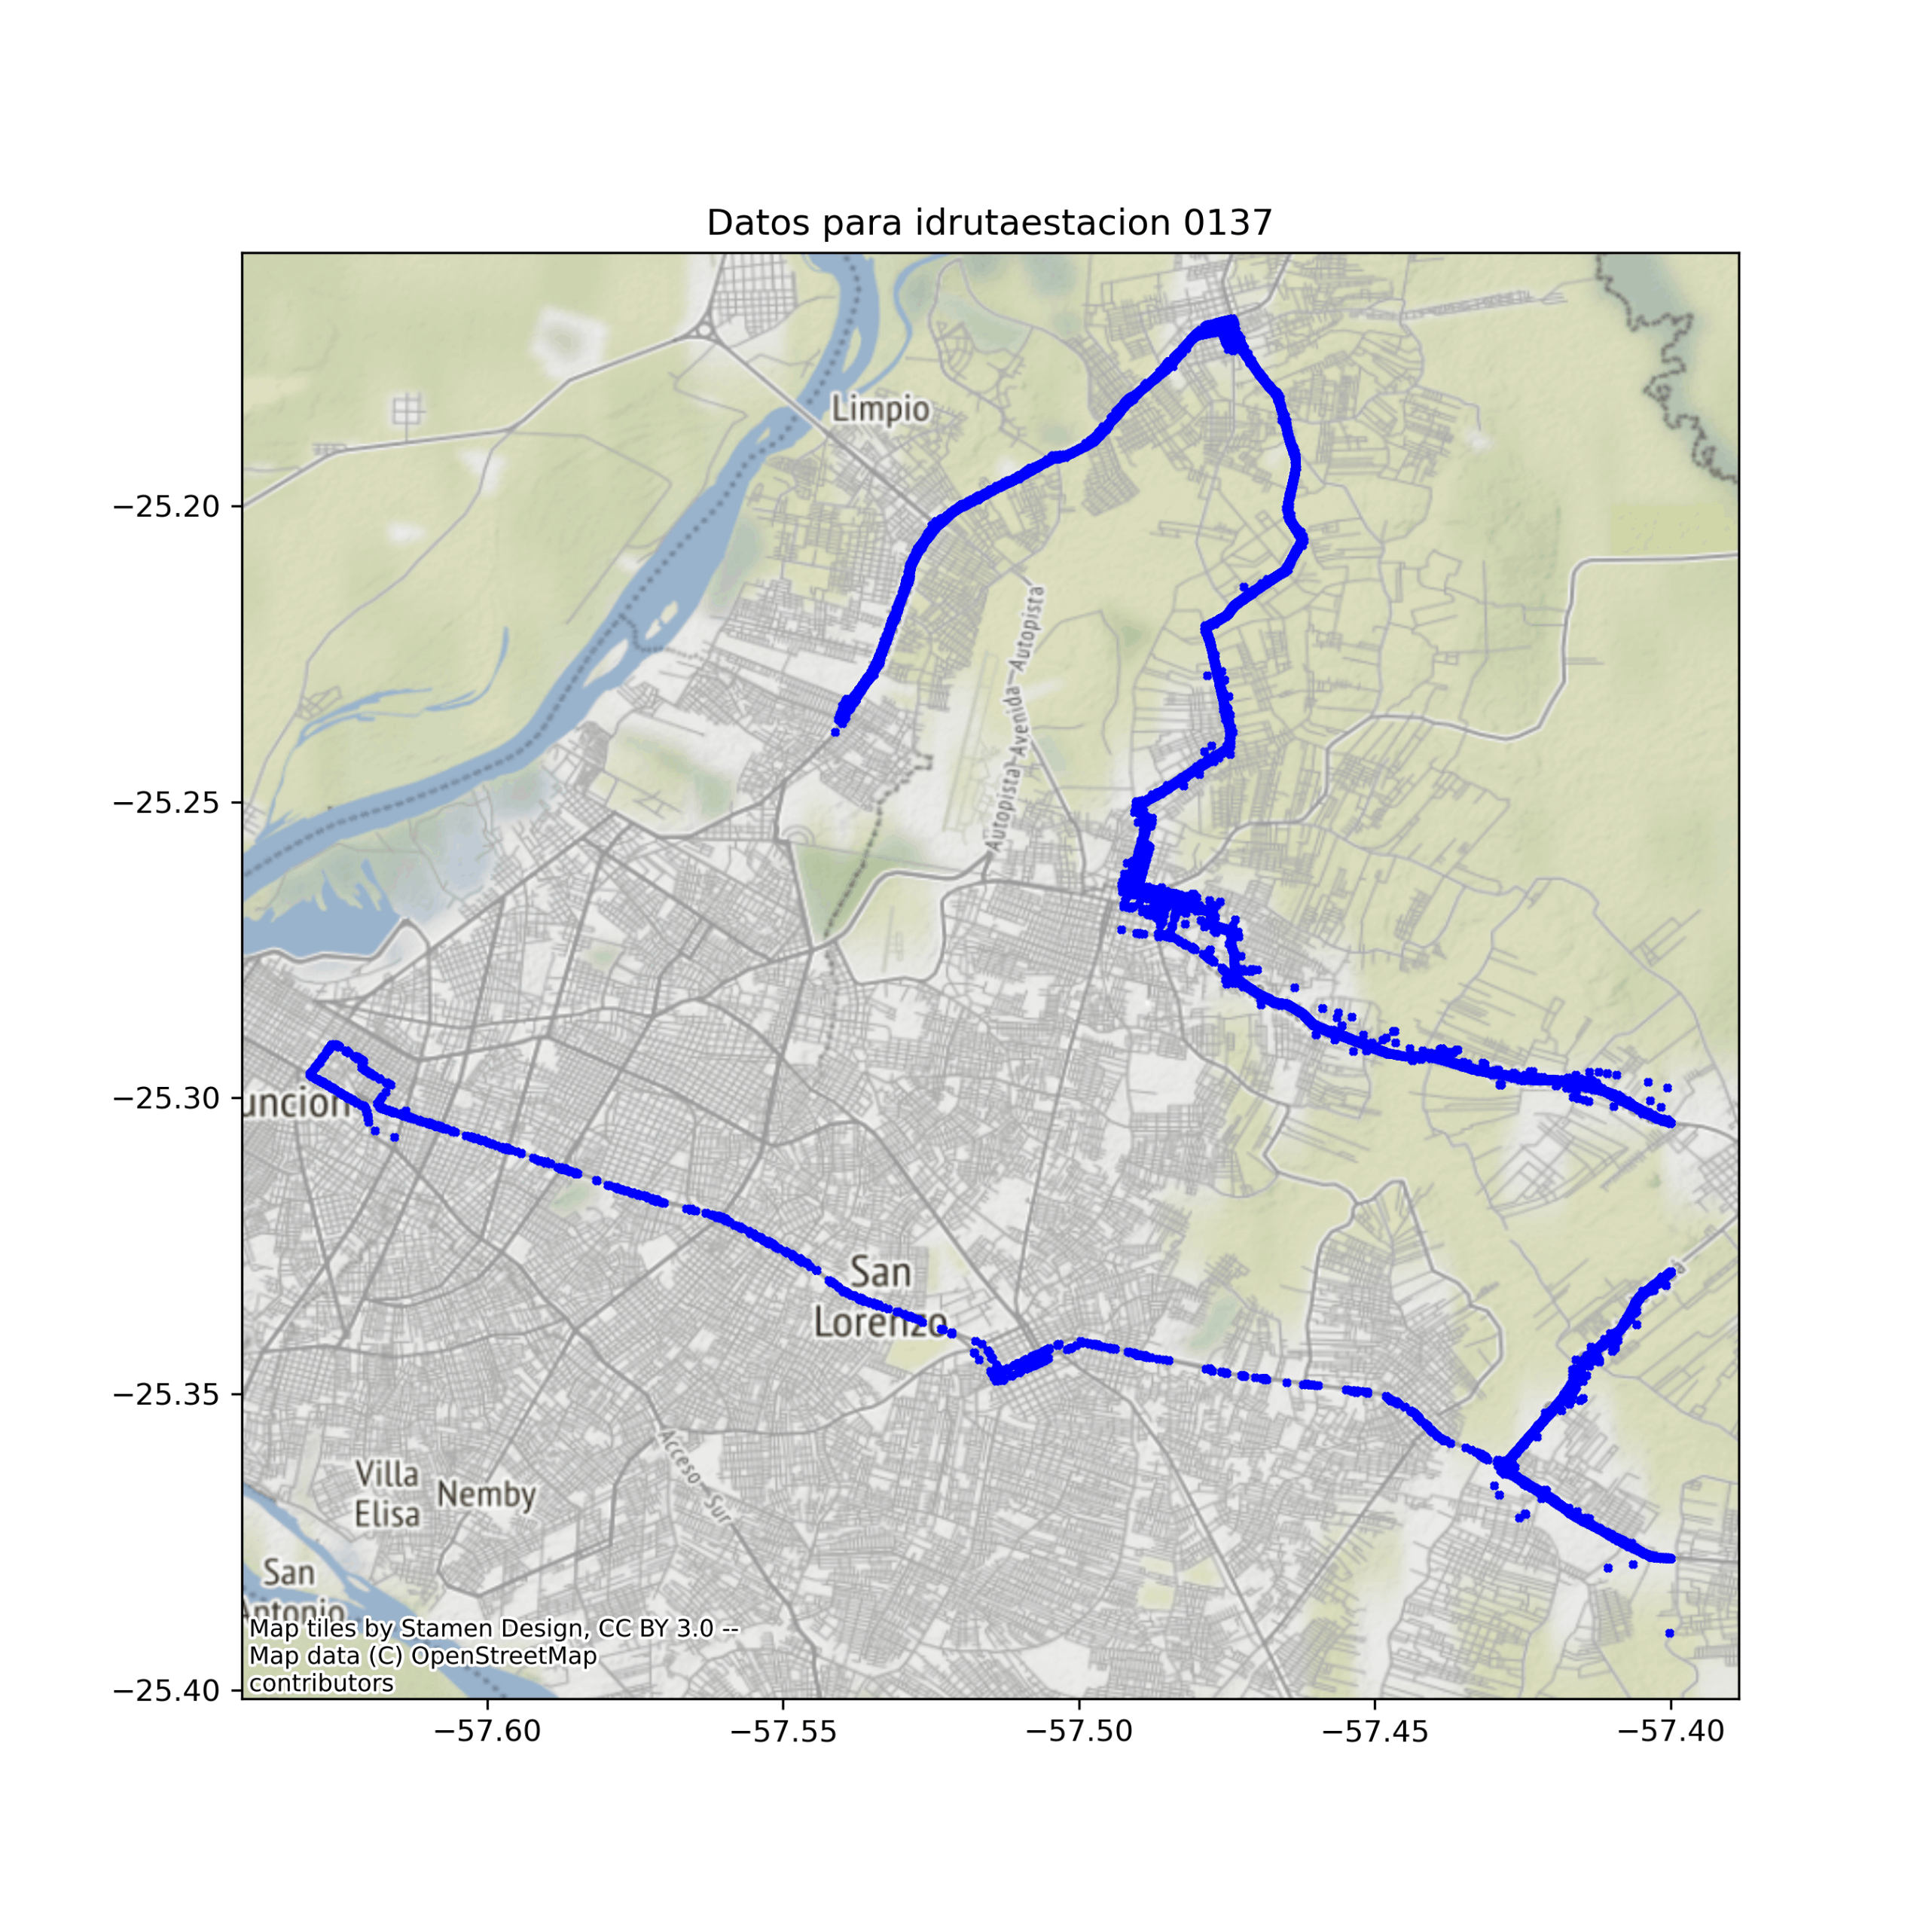 Datos para idrutaestacion 0137
Limpio
−25.20
Autopista-Avenida-Autopista
−25.25
−25.30
uncion
San
Lorenzo
−25.35
Acceso-Sur
Villa
Elisa
Nemby
San
Antonio
Map tiles by Stamen Design, CC BY 3.0 --
Map data (C) OpenStreetMap
contributors
−25.40
−57.60
−57.55
−57.50
−57.45
−57.40